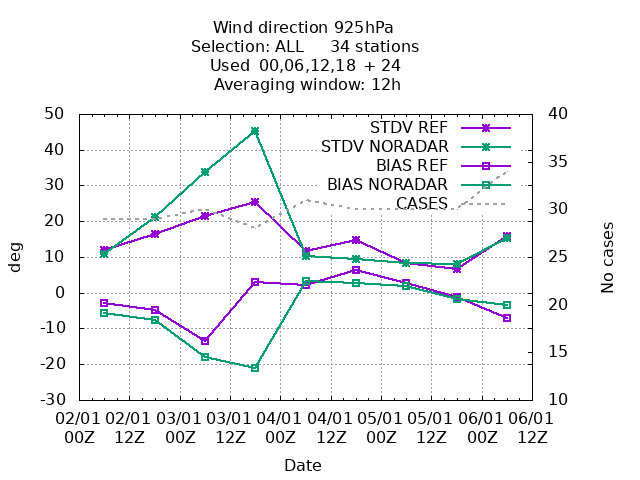 Wind direction 925hPa
Selection: ALL 34 stations
Used 00,06,12,18 + 24
Averaging window: 12h
50 40
STDV REF
STDV NORADAR
40
35
BIAS REF
30
BIAS NORADAR
CASES
20 30
deg
10 25
No cases
0
20
-10
15
-20
-30 10
02/01 02/01 03/01 03/01 04/01 04/01 05/01 05/01 06/01 06/01
00Z 12Z 00Z 12Z 00Z 12Z 00Z 12Z 00Z 12Z
Date